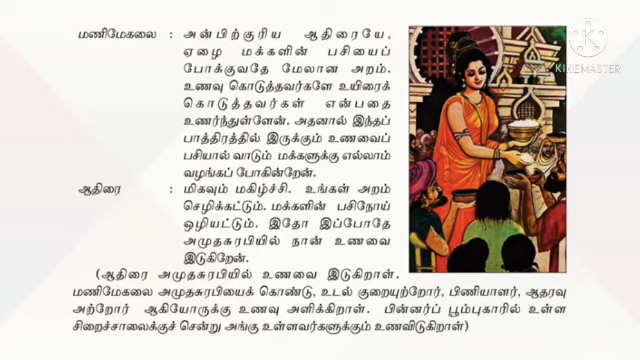 மணிமேகலை : அன்பிற்குரிய ஆதிரையே,
ஏழை மக்களின் பசியைப்
போக்குவதே மேலான அறம்.
உணவு கொடுத்தவர்களே உயிரைக்
கொடுத்தவர்கள் என்பதை
உணர்ந்துள்ளேன். அதனால் இந்தப்
பாத்திரத்தில் இருக்கும் உணவைப்
பசியால் வாடும் மக்களுக்கு எல்லாம்
வழங்கப் போகின்றேன்.
ஆதிரை : மிகவும் மகிழ்ச்சி. உங்கள் அறம்
செழிக்கட்டும். மக்களின் பசிநோய்
ஒழியட்டும். இதோ இப்போதே
அமுதசுரபியில் நான் உணவை
இடுகிறேன்.
(ஆதிரை அமுதசுரபியில் உணவை இடுகிறாள்.
மணிமேகலை அமுதசுரபியைக் கொண்டு, உடல் குறையுற்றோர், பிணியாளர், ஆதரவு
அற்றோர் ஆகியோருக்கு உணவு அளிக்கிறாள். பின்னர்ப் பூம்புகாரில் உள்ள
சிறைச்சாலைக்குச் சென்று அங்கு உள்ளவர்களுக்கும் உணவிடுகிறாள்)
KINEMASTER